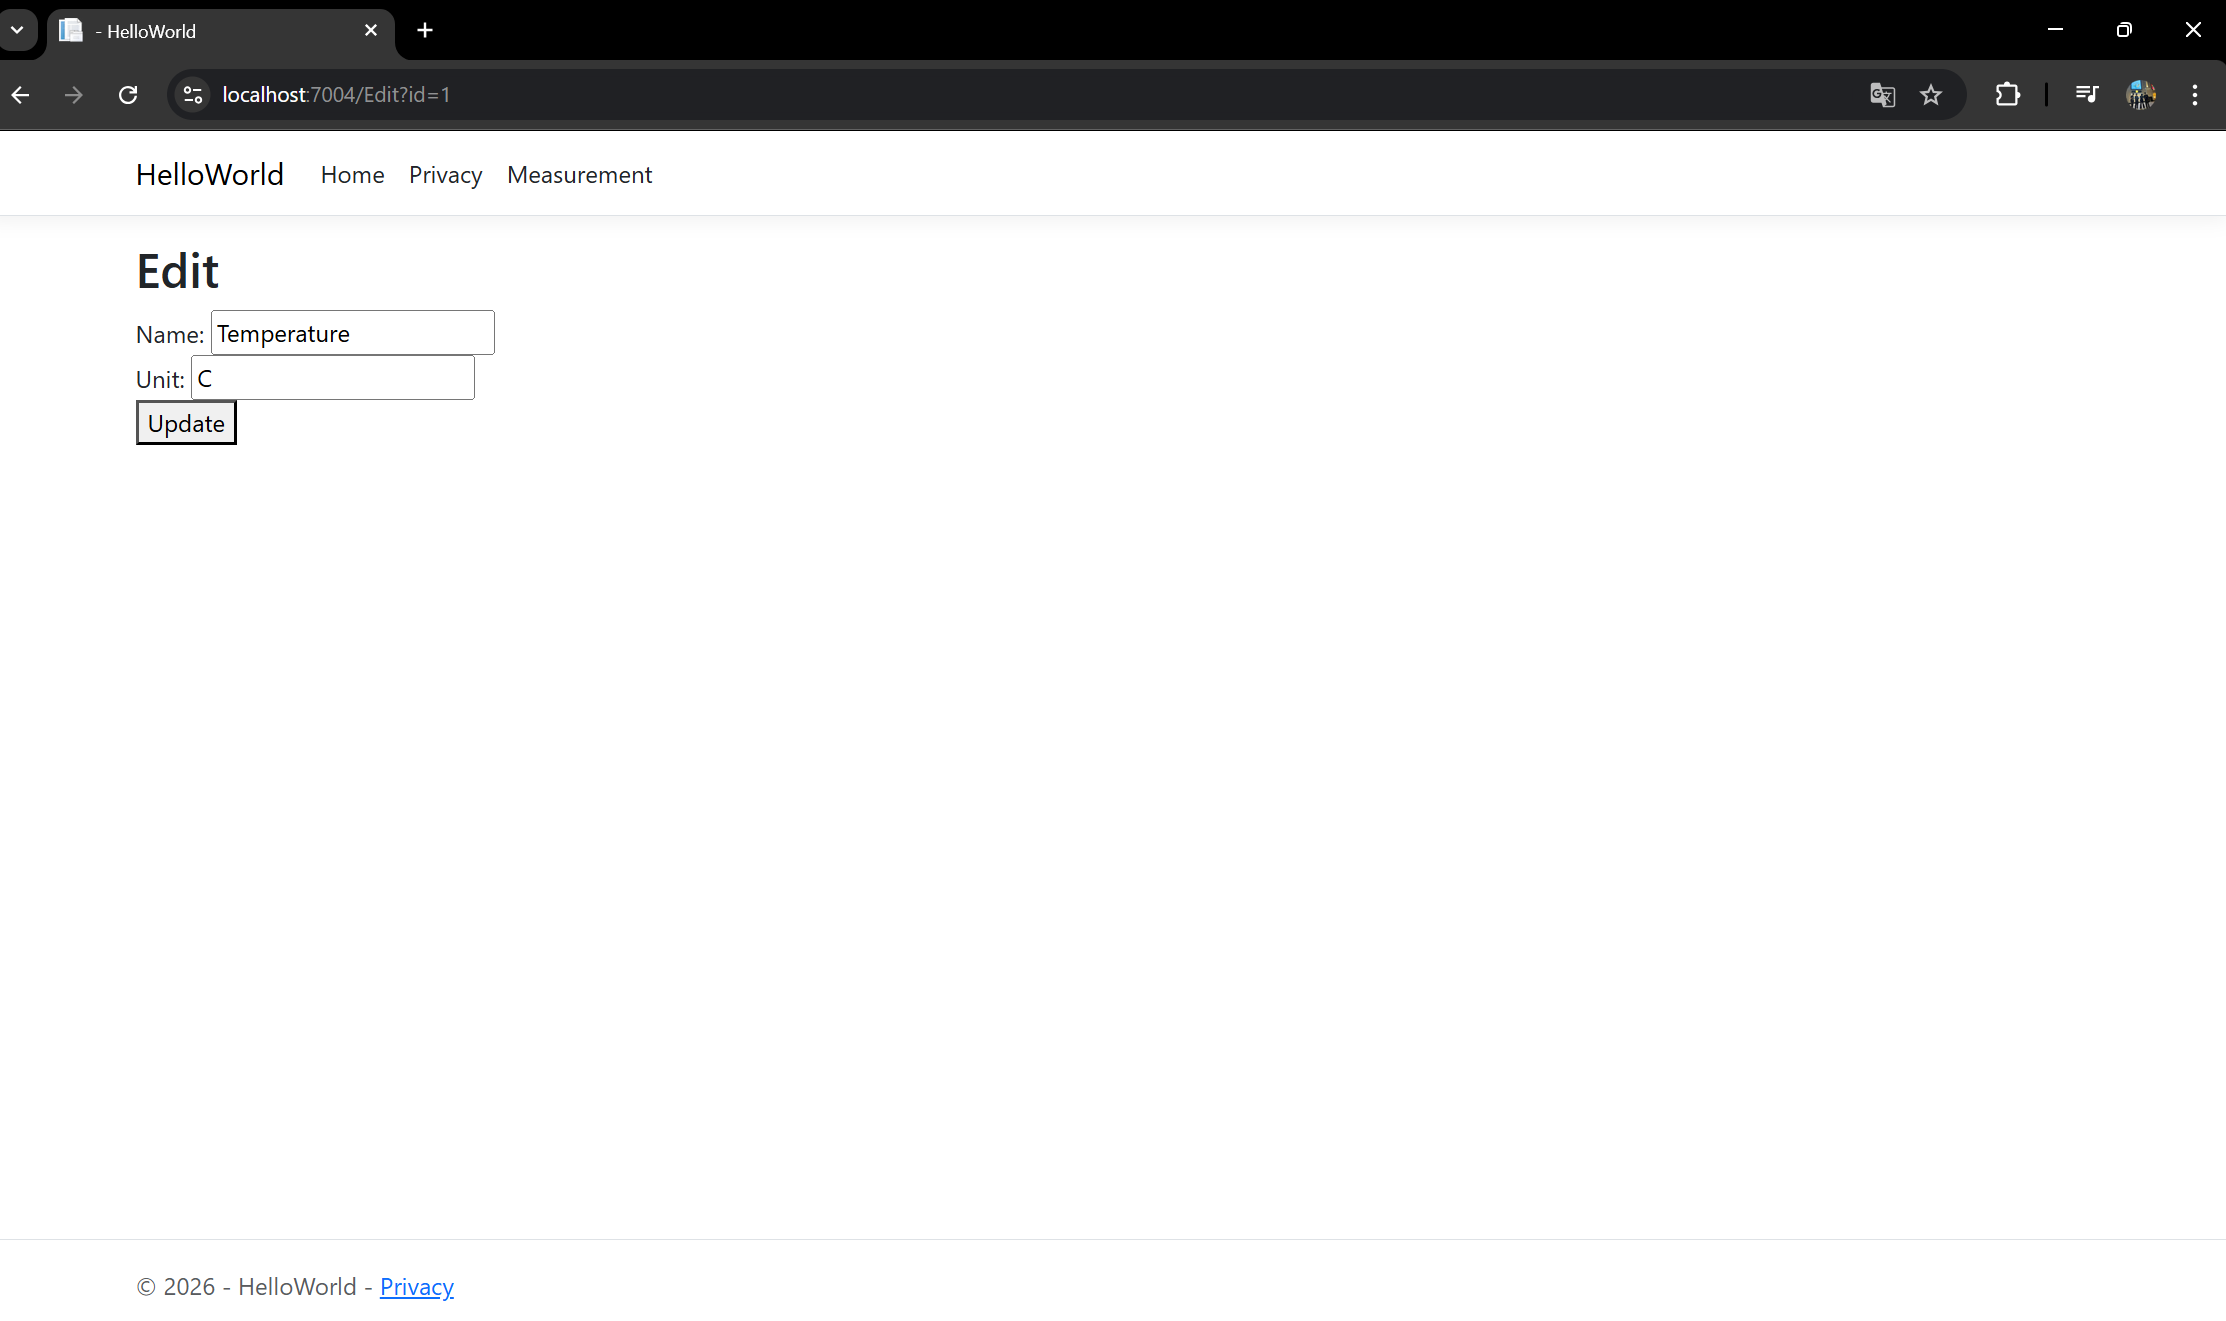 - HelloWorld
localhost:7004/Edit?id=1
HelloWorld Home Privacy Measurement
Edit
Name: Temperature
Unit: C
Update
© 2026 - HelloWorld - Privacy